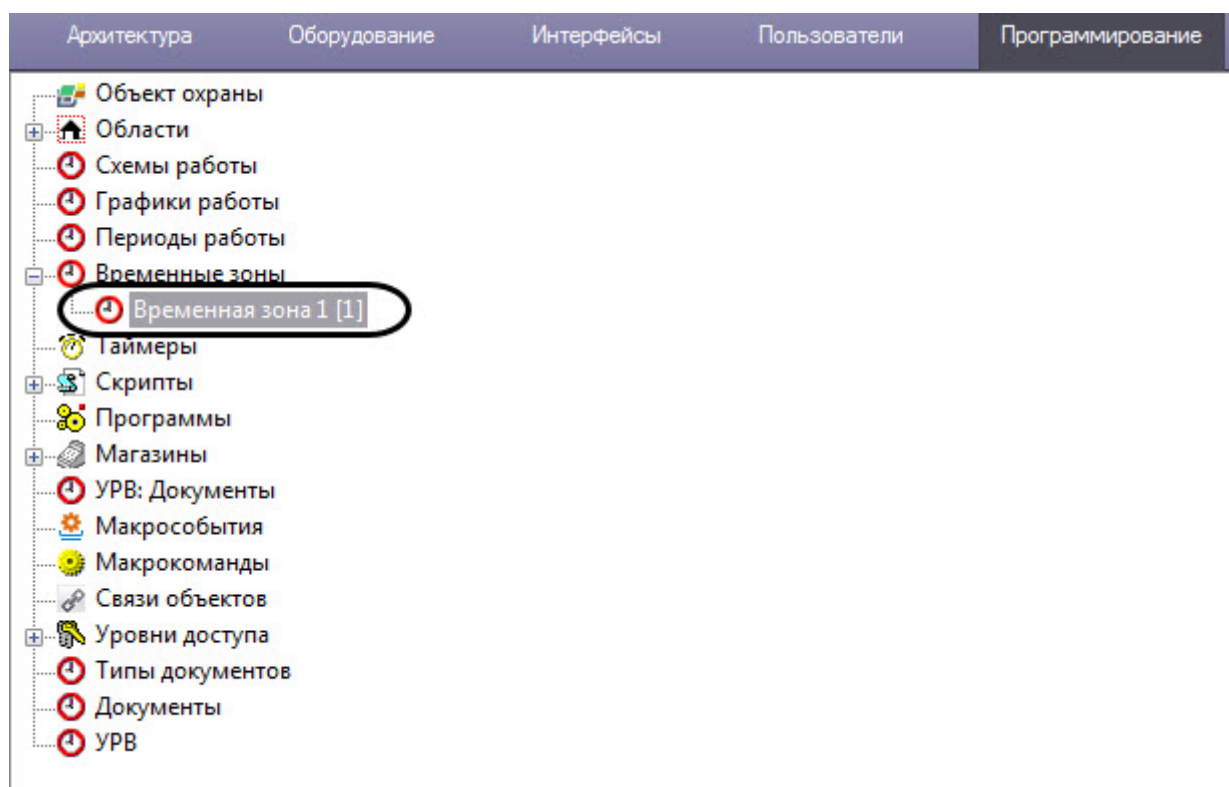 Архитектура Оборудование Интерфейсы Пользователи Программирование
Объект охраны
Области
Схемы работы
Графики работы
Периоды работы
Временные зоны
Временная зона 1 [1]
Таймеры
Скрипты
Программы
Магазины
УРВ: Документы
Макрособытия
Макрокоманды
Связи объектов
Уровни доступа
Типы документов
Документы
УРВ